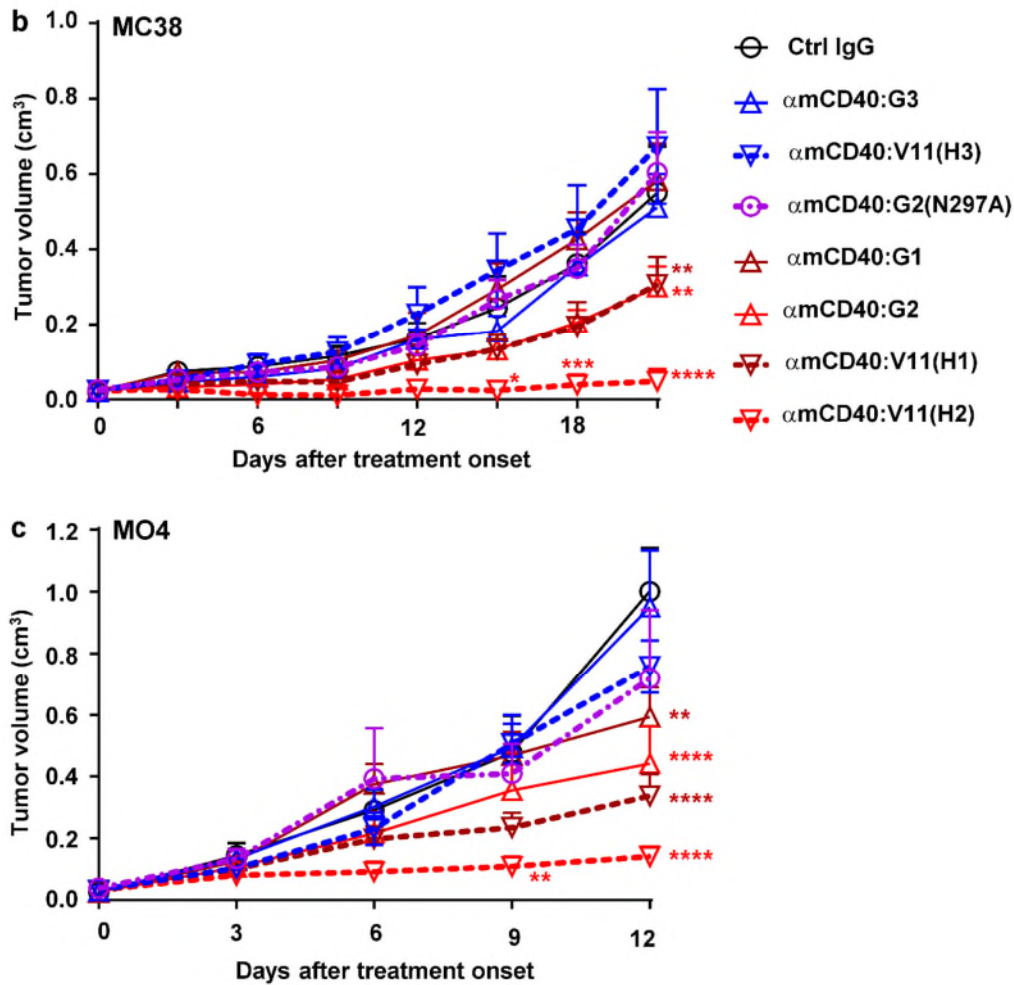 b MC38
1.0
0.8
0.6
0.4
0.2
0.0
Tumor volume (cm³)
0 6 12 18
Days after treatment onset
**
**
***
*
****
Ctrl IgG
αmCD40:G3
αmCD40:V11(H3)
αmCD40:G2(N297A)
αmCD40:G1
αmCD40:G2
αmCD40:V11(H1)
αmCD40:V11(H2)
c MO4
1.2
1.0
0.8
0.6
0.4
0.2
0.0
Tumor volume (cm³)
0 3 6 9 12
Days after treatment onset
**
****
****
****
**